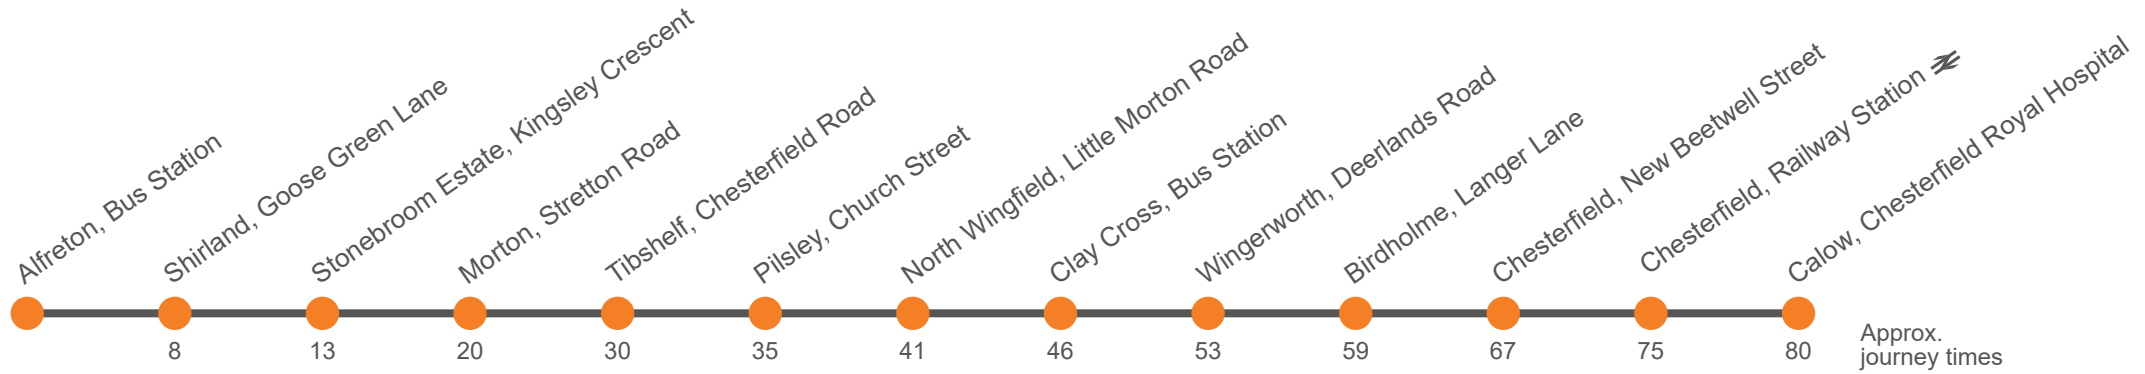 Alfreton, Bus Station
Shirland, Goose Green Lane
Stonebroom Estate, Kingsley Crescent
Morton, Stretton Road
Tibshelf, Chesterfield Road
Pilsley, Church Street
North Wingfield, Little Morton Road
Clay Cross, Bus Station
Wingerworth, Deerlands Road
Birdholme, Langer Lane
Chesterfield, New Beetwell Street
Chesterfield, Railway Station
Calow, Chesterfield Royal Hospital
8 13 20 30 35 41 46 53 59 67 75 80
Approx.
journey times